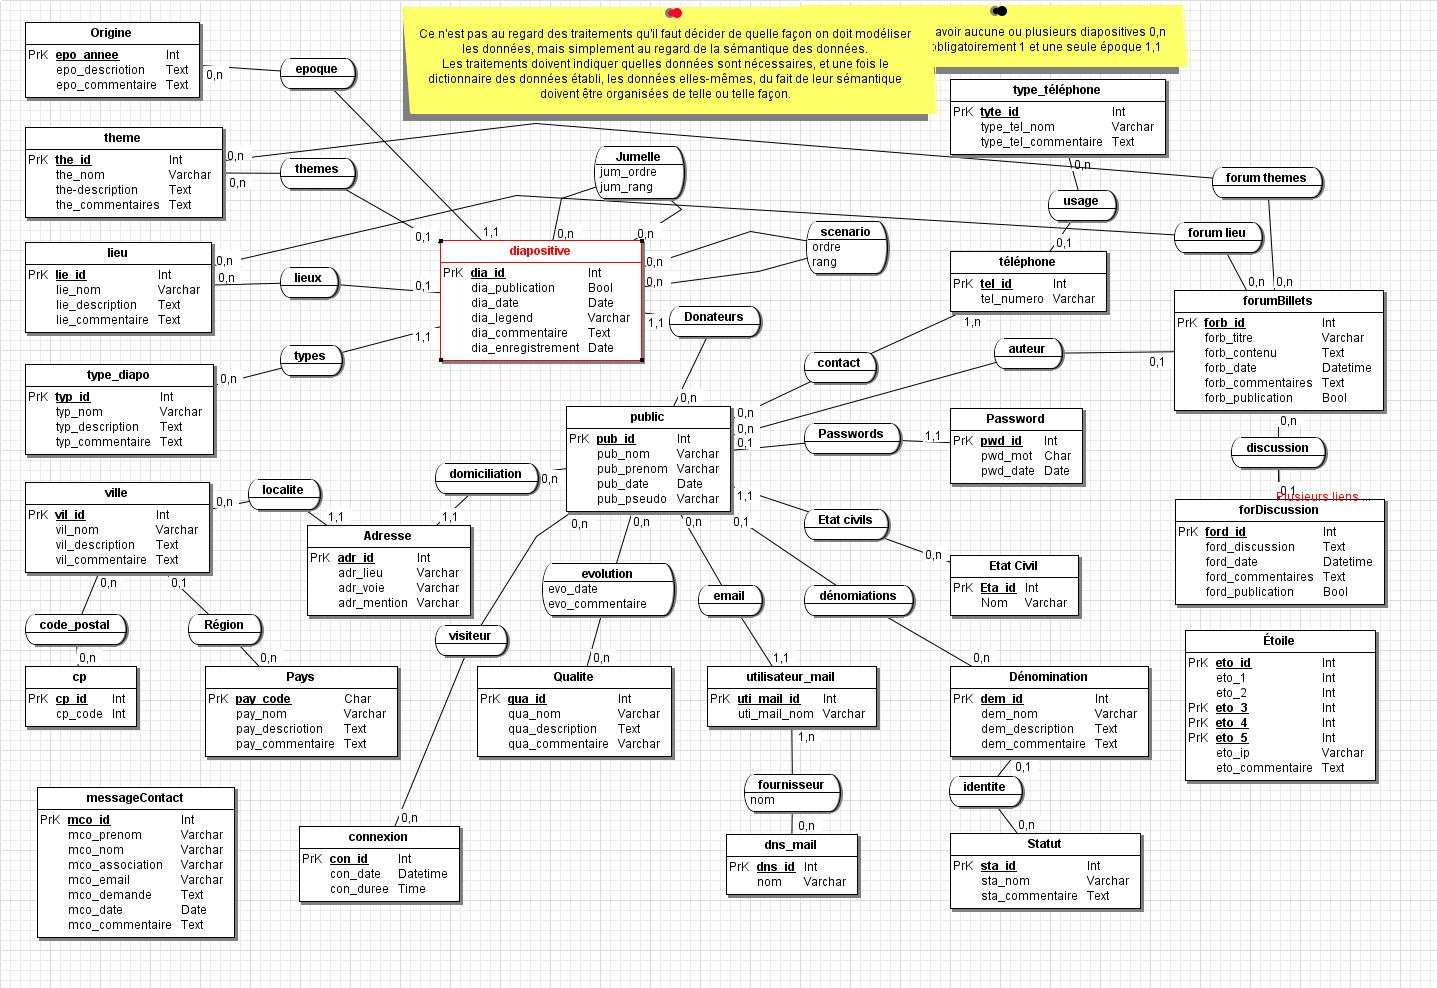 Ce n'est pas au regard des traitements qu'il faut décider de quelle façon on doit modéliser
les données, mais simplement au regard de la sémantique des données.
Les traitements doivent indiquer quelles données sont nécessaires, et une fois le
dictionnaire des données établi, les données elles-mêmes, du fait de leur sémantique
doivent être organisées de telle ou telle façon.
avoir aucune ou plusieurs diapositives 0,n
obligatoirement 1 et une seule époque 1,1
Origine
PrK epo_annee Int
epo_descriotion Text
epo_commentaire Text
0,n
epoque
1,1
theme
PrK the_id Int
the_nom Varchar
the-description Text
the_commentaires Text
0,n
0,n
themes
0,1
Jumelle
jum_ordre
jum_rang
0,n
0,n
type_téléphone
PrK tyte_id Int
type_tel_nom Varchar
type_tel_commentaire Text
0,n
usage
0,1
forum themes
0,n
forum lieu
0,n
scenario
ordre
rang
0,n
0,n
lieu
PrK lie_id Int
lie_nom Varchar
lie_description Text
lie_commentaire Text
0,n
0,n
lieux
0,1
diapositive
PrK dia_id Int
dia_publication Bool
dia_date Date
dia_legend Varchar
dia_commentaire Text
dia_enregistrement Date
téléphone
PrK tel_id Int
tel_numero Varchar
1,n
forumBillets
PrK forb_id Int
forb_titre Varchar
forb_contenu Text
forb_date Datetime
forb_commentaires Text
forb_publication Bool
0,n
1,1
Donateurs
0,n
contact
0,n
auteur
0,1
0,n
types
1,1
0,n
type_diapo
PrK typ_id Int
typ_nom Varchar
typ_description Text
typ_commentaire Text
public
PrK pub_id Int
pub_nom Varchar
pub_prenom Varchar
pub_date Date
pub_pseudo Varchar
0,1
Passwords
1,1
Password
PrK pwd_id Int
pwd_mot Char
pwd_date Date
discussion
0,1
Plusieurs liens ...
forDiscussion
PrK ford_id Int
ford_discussion Text
ford_date Datetime
ford_commentaires Text
ford_publication Bool
domiciliation
0,n
1,1
ville
PrK vil_id Int
vil_nom Varchar
vil_description Text
vil_commentaire Text
0,n
localite
1,1
Adresse
PrK adr_id Int
adr_lieu Varchar
adr_voie Varchar
adr_mention Varchar
1,1
Etat civils
0,n
Etat Civil
PrK Eta_id Int
Nom Varchar
0,n
0,n
0,n
0,1
evolution
evo_date
evo_commentaire
0,n
email
1,1
dénomiations
0,n
visiteur
0,n
0,n
0,1
code_postal
0,n
Région
0,n
cp
PrK cp_id Int
cp_code Int
Pays
PrK pay_code Char
pay_nom Varchar
pay_descriotion Text
pay_commentaire Text
Qualite
PrK qua_id Int
qua_nom Varchar
qua_description Text
qua_commentaire Varchar
utilisateur_mail
PrK uti_mail_id Int
uti_mail_nom Varchar
1,n
fournisseur
nom
0,n
dns_mail
PrK dns_id Int
nom Varchar
Dénomination
PrK dem_id Int
dem_nom Varchar
dem_description Text
dem_commentaire Text
0,1
identite
0,n
Statut
PrK sta_id Int
sta_nom Varchar
sta_commentaire Text
Étoile
PrK eto_id Int
eto_1 Int
eto_2 Int
PrK eto_3 Int
PrK eto_4 Int
PrK eto_5 Int
eto_ip Varchar
eto_commentaire Text
messageContact
PrK mco_id Int
mco_prenom Varchar
mco_nom Varchar
mco_association Varchar
mco_email Varchar
mco_demande Text
mco_date Date
mco_commentaire Text
connexion
PrK con_id Int
con_date Datetime
con_duree Time